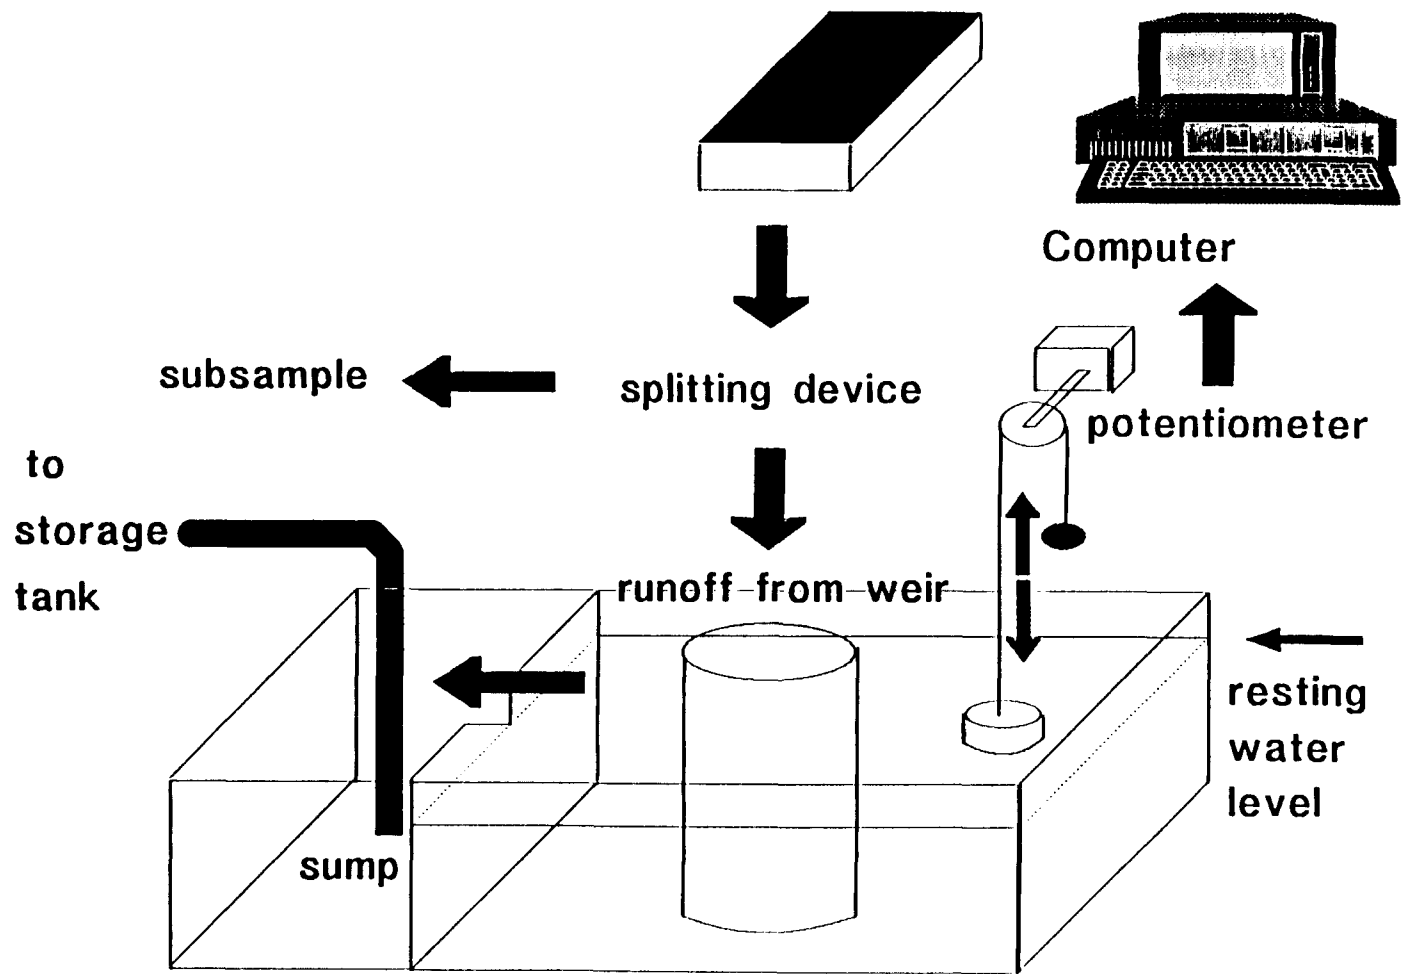 Computer
subsample
splitting device
potentiometer
to
storage
tank
runoff from weir
resting
water
level
sump